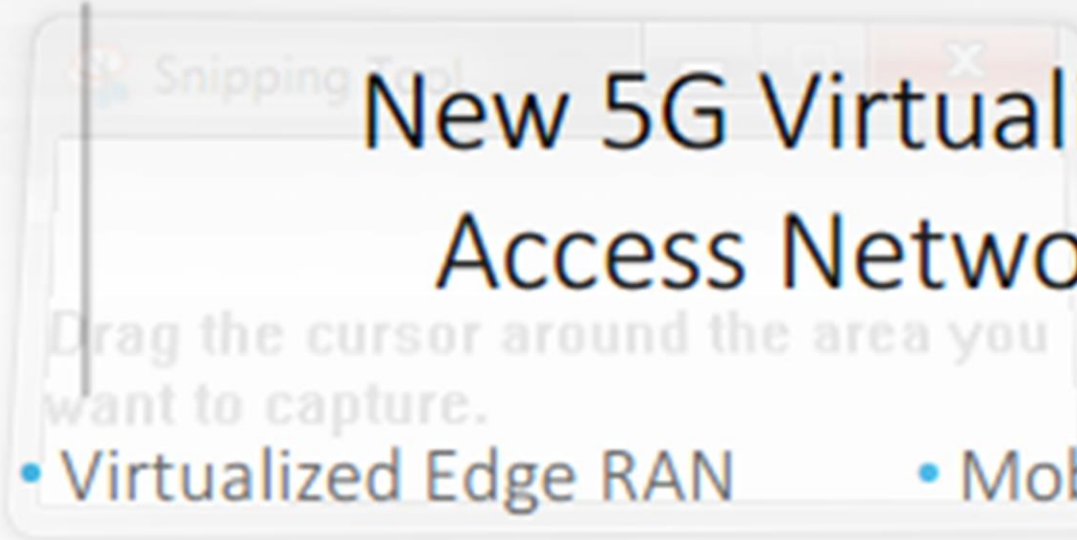 Snipping Tool
New 5G Virtual
Access Netwo
Drag the cursor around the area you
want to capture.
• Virtualized Edge RAN • Mob